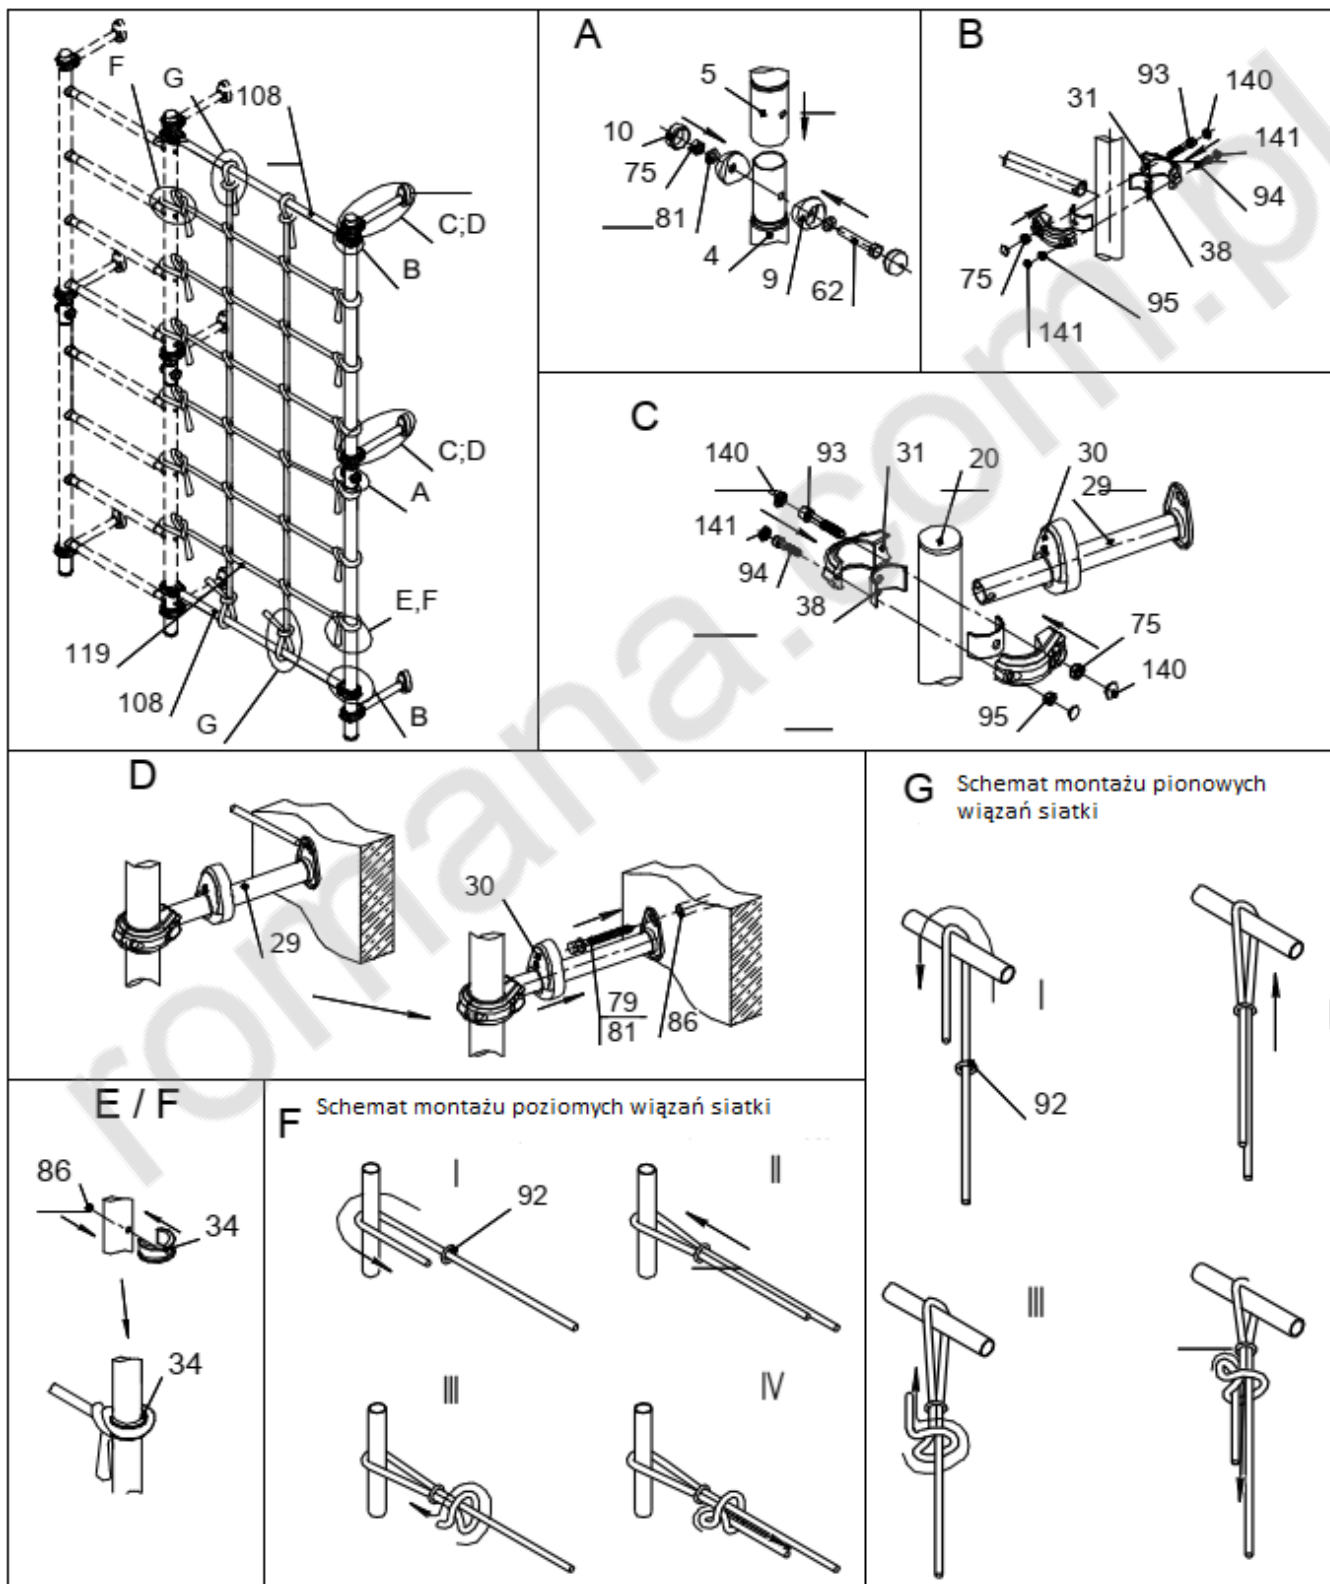 F
G
108
C;D
B
C;D
A
E,F
119
108
G
B
A
5
10
75
81
4
9
62
B
93
140
31
141
94
38
75
95
141
C
140
93
31
20
30
29
141
94
38
75
140
95
D
29
30
79
81
86
G
Schemat montażu pionowych
wiązań siatki
I
92
III
E / F
86
34
34
F
Schemat montażu poziomych wiązań siatki
I
92
II
III
IV
romana.com.pl